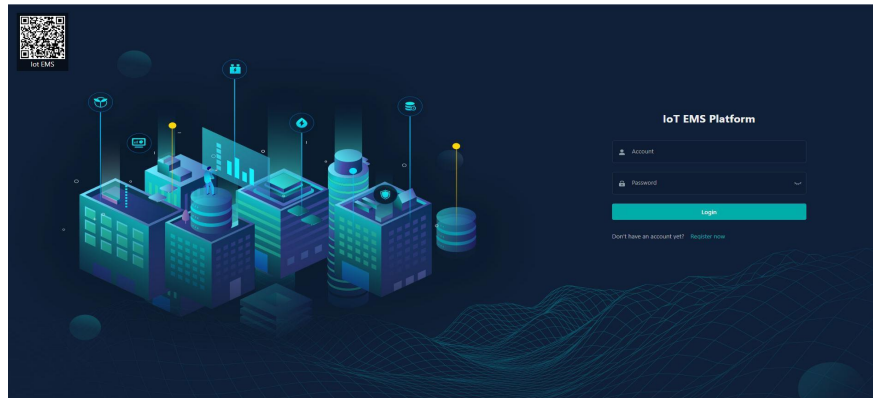 Iot EMS
IoT EMS Platform
Account
Password
Login
Don't have an account yet? Register now